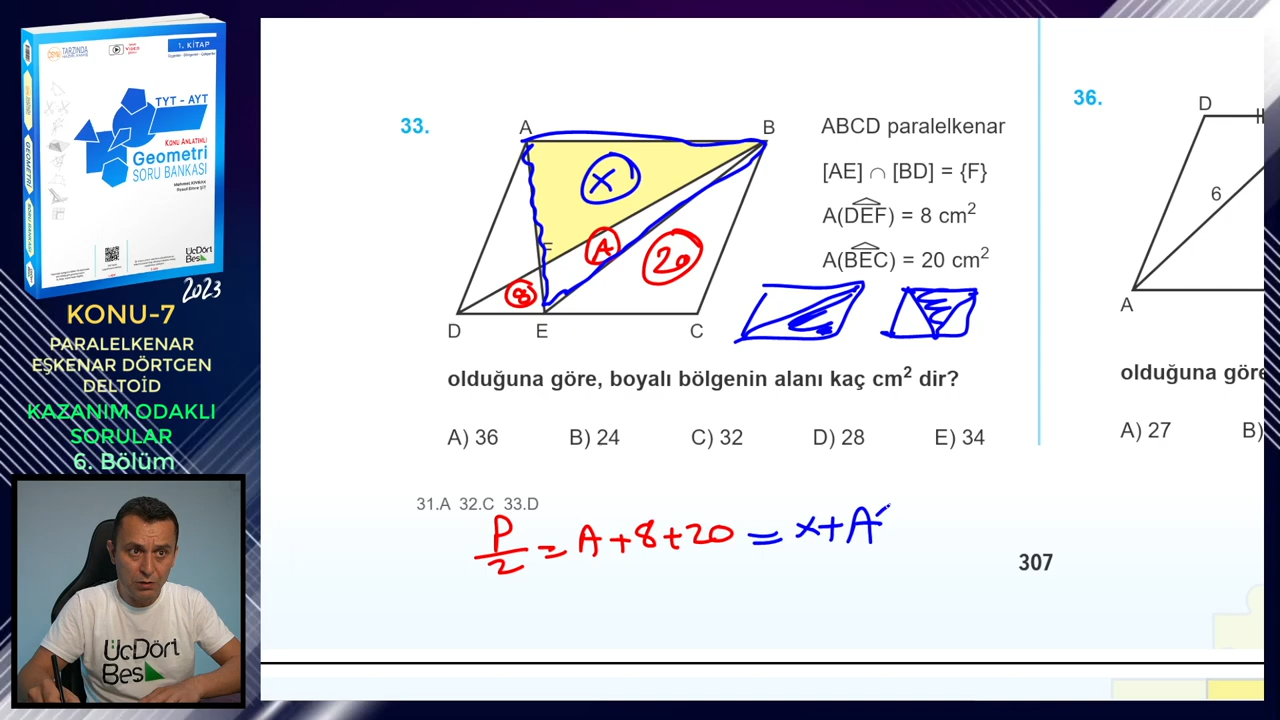 TARZINDA
1. KİTAP
TYT - AYT
KONU ANLATIMLI
Geometri
SORU BANKASI
GEOMETRİ
ÜçDört
Beş
2023
KONU-7
PARALELKENAR
EŞKENAR DÖRTGEN
DELTOİD
KAZANIM ODAKLI
SORULAR
6. Bölüm
ÜçDört
Beş
33.
A
B
X
F
A
20
8
D
E
C
ABCD paralelkenar
[AE] ∩ [BD] = {F}
A(DEF) = 8 cm²
A(BEC) = 20 cm²
olduğuna göre, boyalı bölgenin alanı kaç cm² dir?
A) 36 B) 24 C) 32 D) 28 E) 34
31.A 32.C 33.D
P/2 = A+8+20 = x+A
307
36.
D
H
6
A
olduğuna göre
A) 27 B)